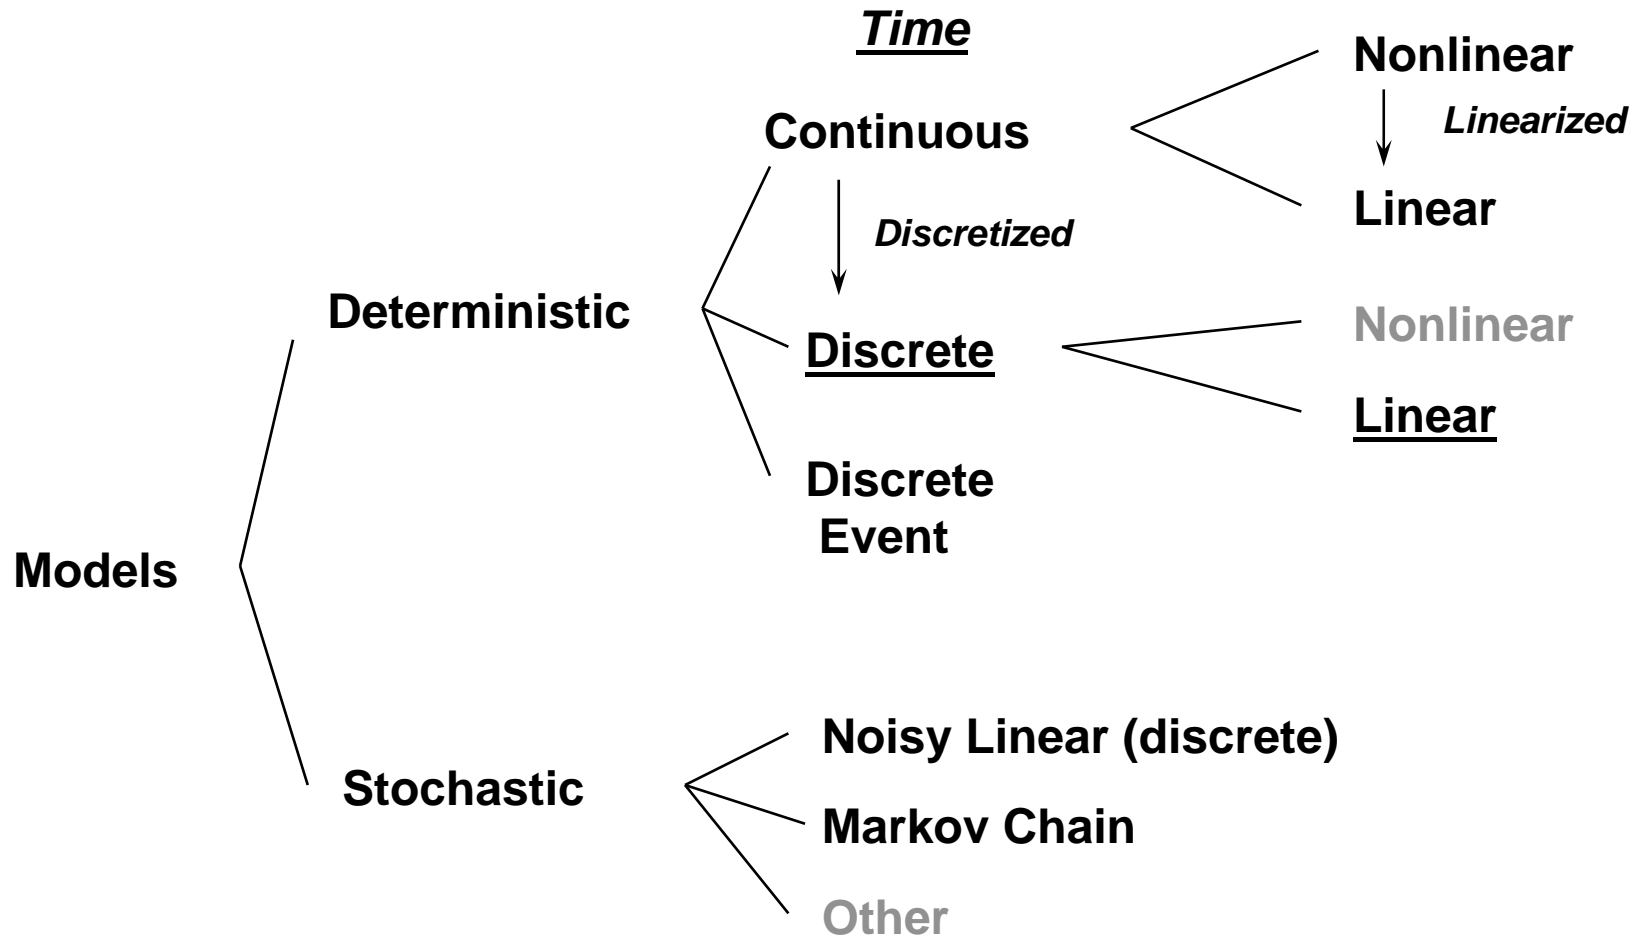 Time
Nonlinear
Linearized
Continuous
Linear
Discretized
Deterministic
Nonlinear
Discrete
Linear
Discrete
Event
Models
Noisy Linear (discrete)
Stochastic
Markov Chain
Other